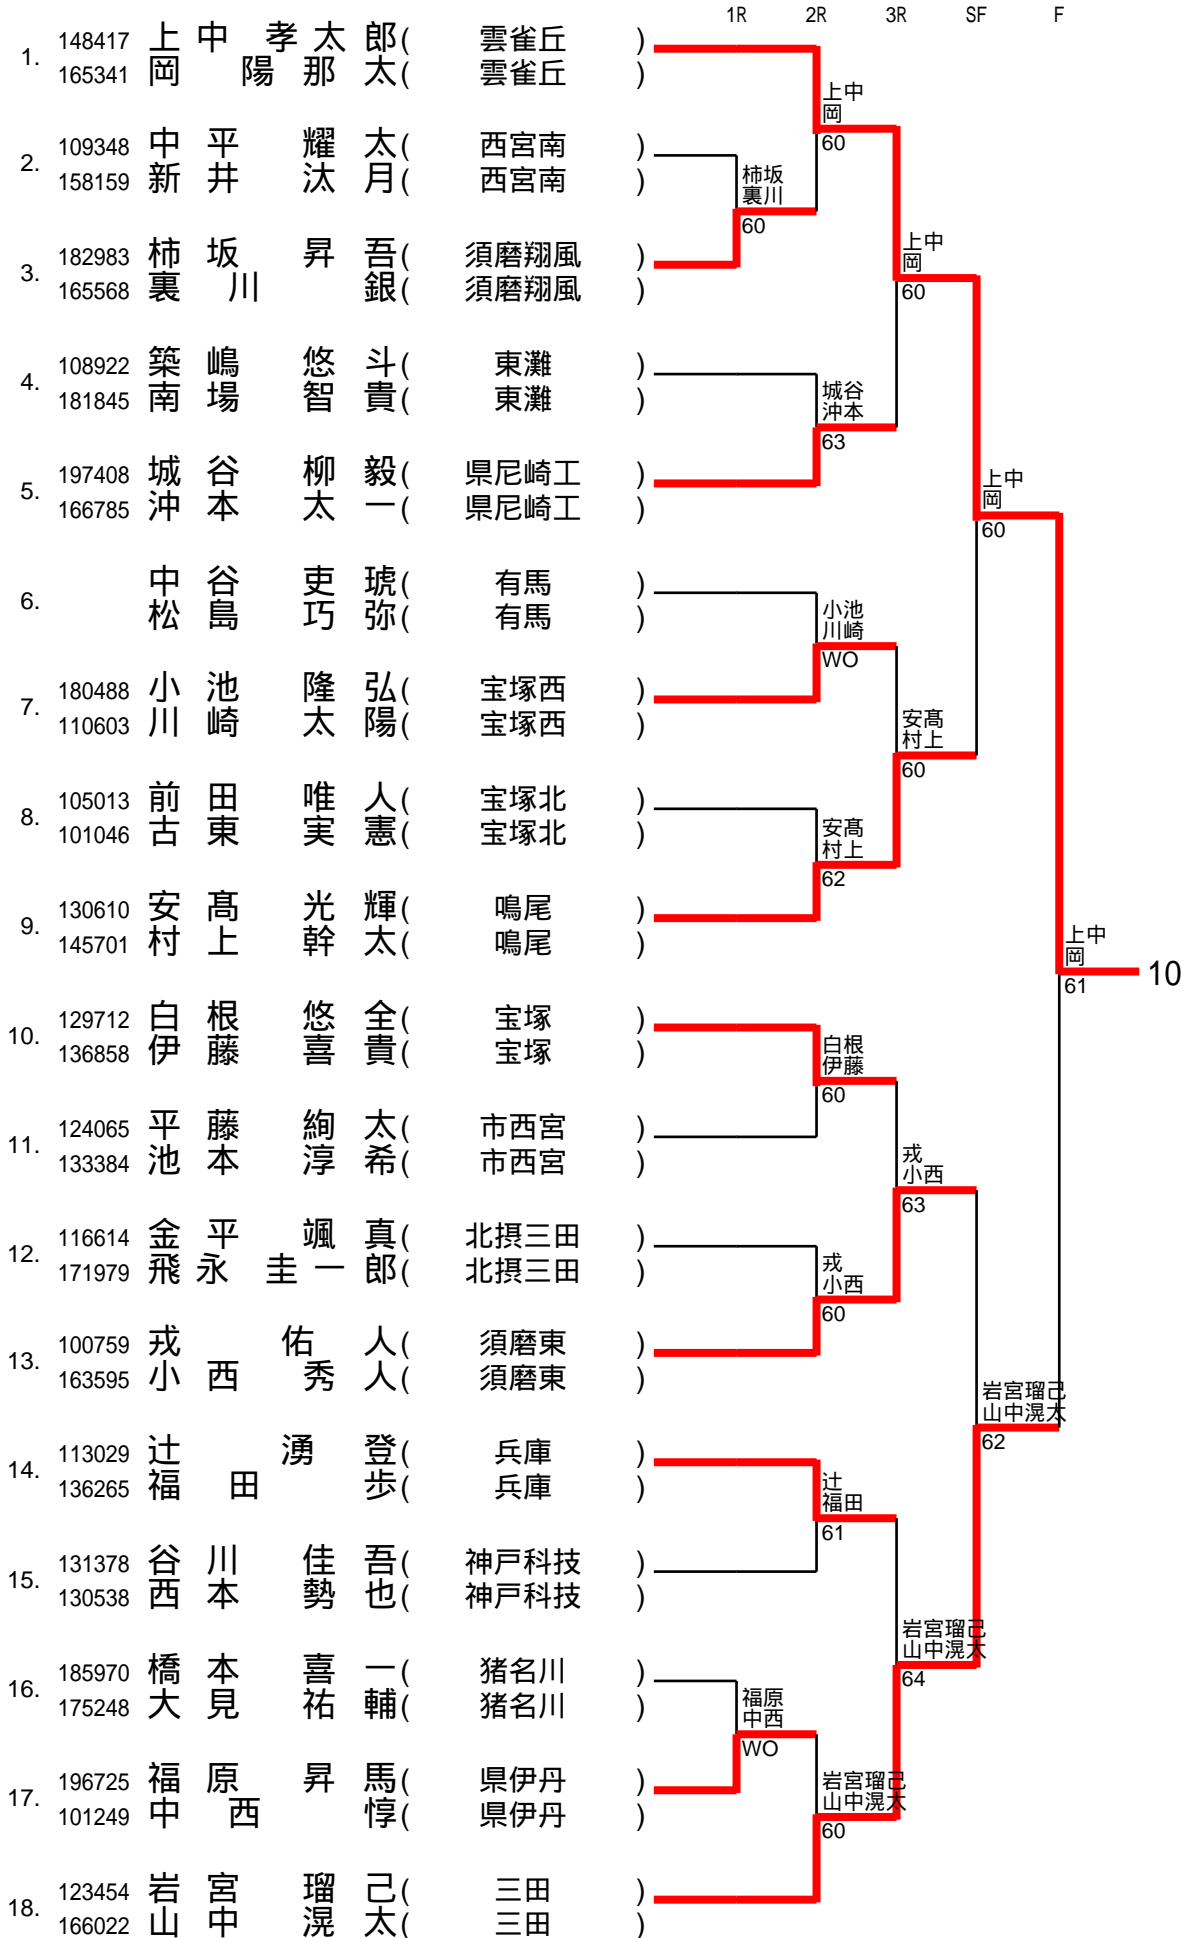 1R 2R 3R SF F
1. 148417 上中 孝太郎( 雲雀丘 )
165341 岡 陽那太( 雲雀丘 )
上中
岡
60
2. 109348 中平 耀太( 西宮南 )
158159 新井 汰月( 西宮南 )
柿坂
裏川
60
3. 182983 柿坂 昇吾( 須磨翔風 )
165568 裏川 銀( 須磨翔風 )
上中
岡
60
4. 108922 築嶋 悠斗( 東灘 )
181845 南場 智貴( 東灘 )
城谷
沖本
63
5. 197408 城谷 柳毅( 県尼崎工 )
166785 沖本 太一( 県尼崎工 )
上中
岡
60
6. 中谷 吏琥( 有馬 )
松島 巧弥( 有馬 )
小池
川崎
WO
7. 180488 小池 隆弘( 宝塚西 )
110603 川崎 太陽( 宝塚西 )
安髙
村上
60
8. 105013 前田 唯人( 宝塚北 )
101046 古東 実憲( 宝塚北 )
安髙
村上
62
9. 130610 安髙 光輝( 鳴尾 )
145701 村上 幹太( 鳴尾 )
上中
岡
61
10
10. 129712 白根 悠全( 宝塚 )
136858 伊藤 喜貴( 宝塚 )
白根
伊藤
60
11. 124065 平藤 絢太( 市西宮 )
133384 池本 淳希( 市西宮 )
戎
小西
63
12. 116614 金平 颯真( 北摂三田 )
171979 飛永 圭一郎( 北摂三田 )
戎
小西
60
13. 100759 戎 佑人( 須磨東 )
163595 小西 秀人( 須磨東 )
岩宮瑠己
山中滉太
62
14. 113029 辻 湧登( 兵庫 )
136265 福田 歩( 兵庫 )
辻
福田
61
15. 131378 谷川 佳吾( 神戸科技 )
130538 西本 勢也( 神戸科技 )
岩宮瑠己
山中滉太
64
16. 185970 橋本 喜一( 猪名川 )
175248 大見 祐輔( 猪名川 )
福原
中西
WO
17. 196725 福原 昇馬( 県伊丹 )
101249 中西 惇( 県伊丹 )
岩宮瑠己
山中滉太
60
18. 123454 岩宮 瑠己( 三田 )
166022 山中 滉太( 三田 )